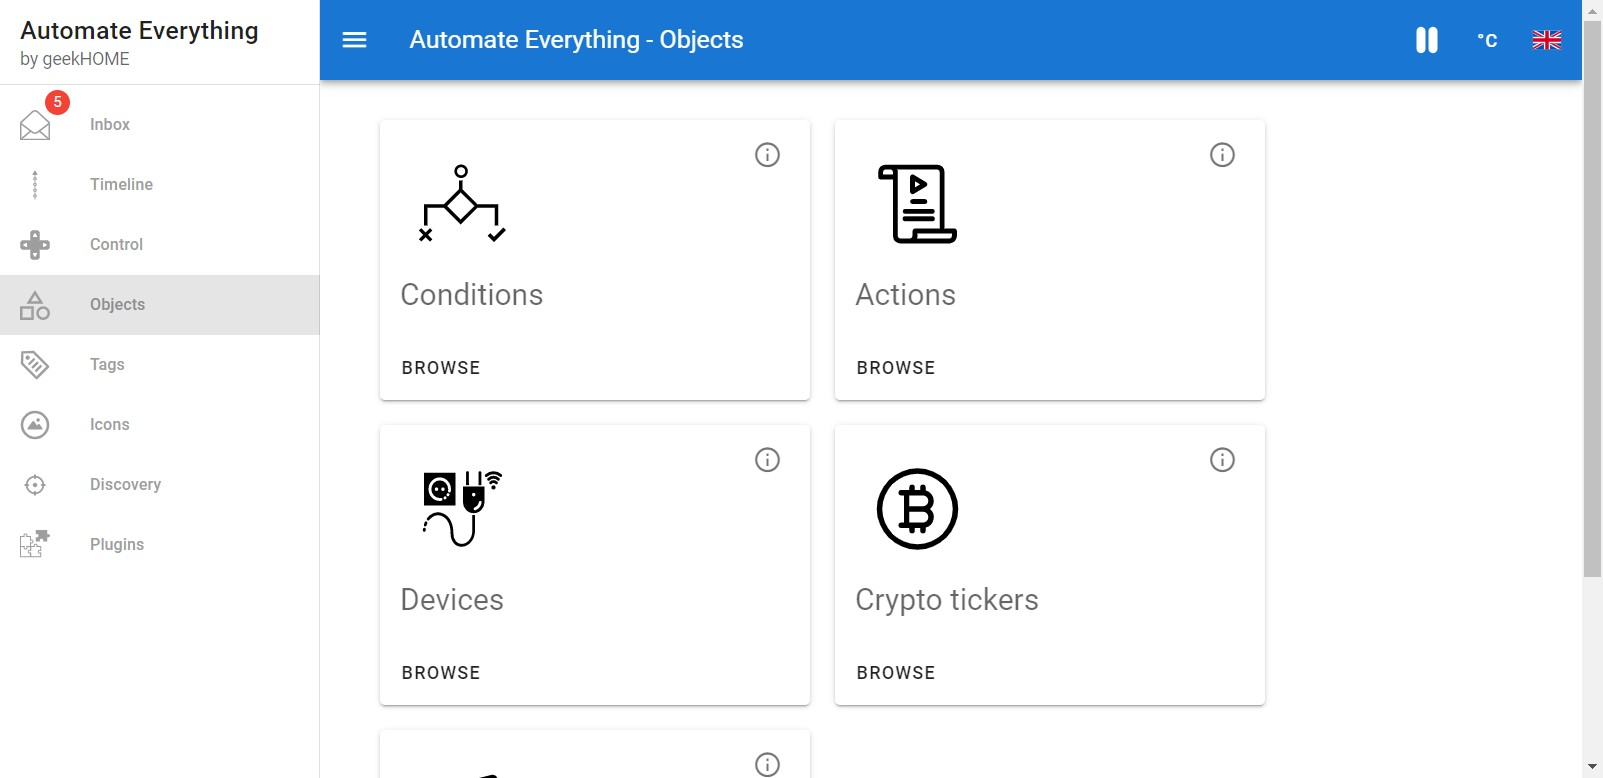 Automate Everything
by geekHOME
5
Inbox
Timeline
Control
Objects
Tags
Icons
Discovery
Plugins
Automate Everything - Objects
°C
Conditions
BROWSE
Actions
BROWSE
Devices
BROWSE
Crypto tickers
BROWSE